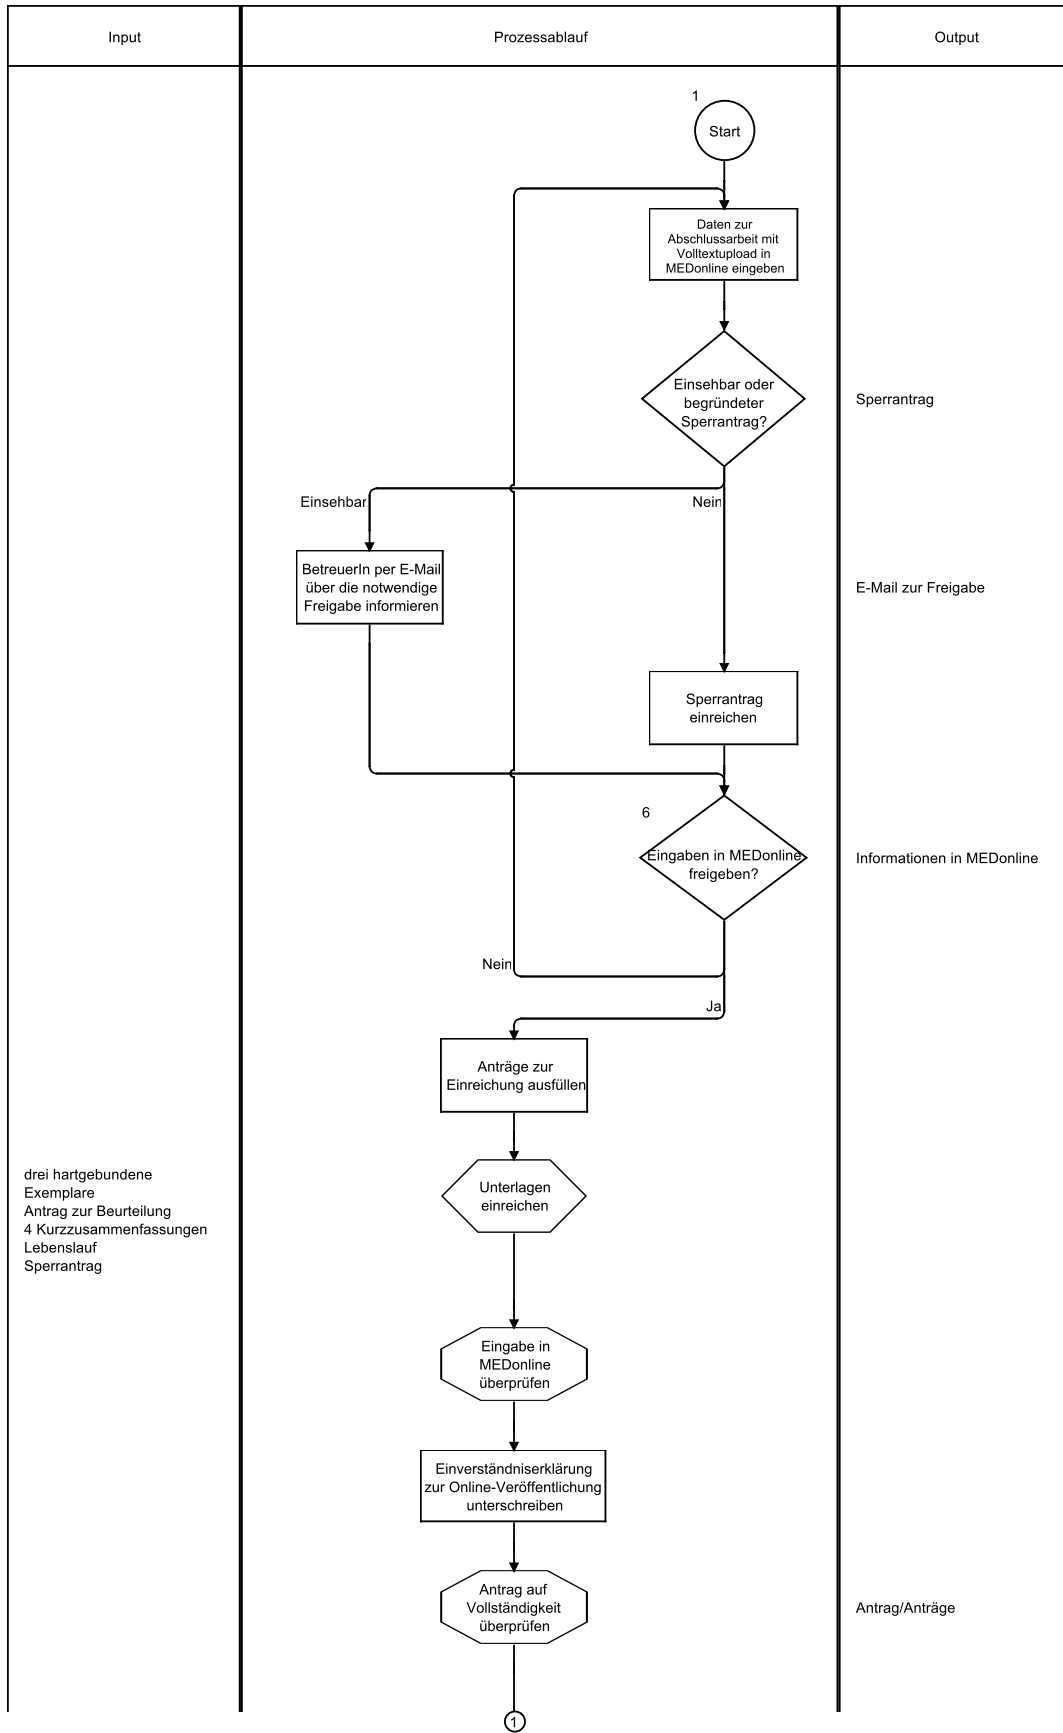 Input
Prozessablauf
Output
1
Start
Daten zur
Abschlussarbeit mit
Volltextupload in
MEDonline eingeben
Einsehbar oder
begründeter
Sperrantrag?
Sperrantrag
Einsehbar
Nein
BetreuerIn per E-Mail
über die notwendige
Freigabe informieren
E-Mail zur Freigabe
Sperrantrag
einreichen
6
Eingaben in MEDonline
freigeben?
Informationen in MEDonline
Nein
Ja
Anträge zur
Einreichung ausfüllen
drei hartgebundene
Exemplare
Antrag zur Beurteilung
4 Kurzzusammenfassungen
Lebenslauf
Sperrantrag
Unterlagen
einreichen
Eingabe in
MEDonline
überprüfen
Einverständniserklärung
zur Online-Veröffentlichung
unterschreiben
Antrag auf
Vollständigkeit
überprüfen
Antrag/Anträge
1